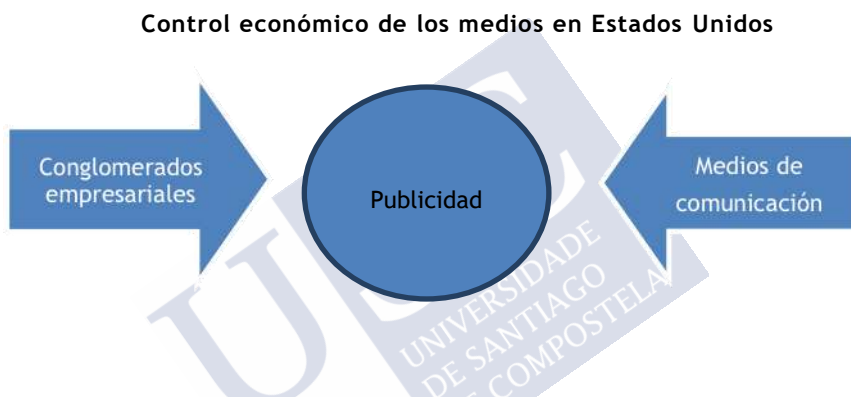 Control económico de los medios en Estados Unidos
Conglomerados
empresariales
Publicidad
Medios de
comunicación
USC
UNIVERSIDADE
DE SANTIAGO
DE COMPOSTELA